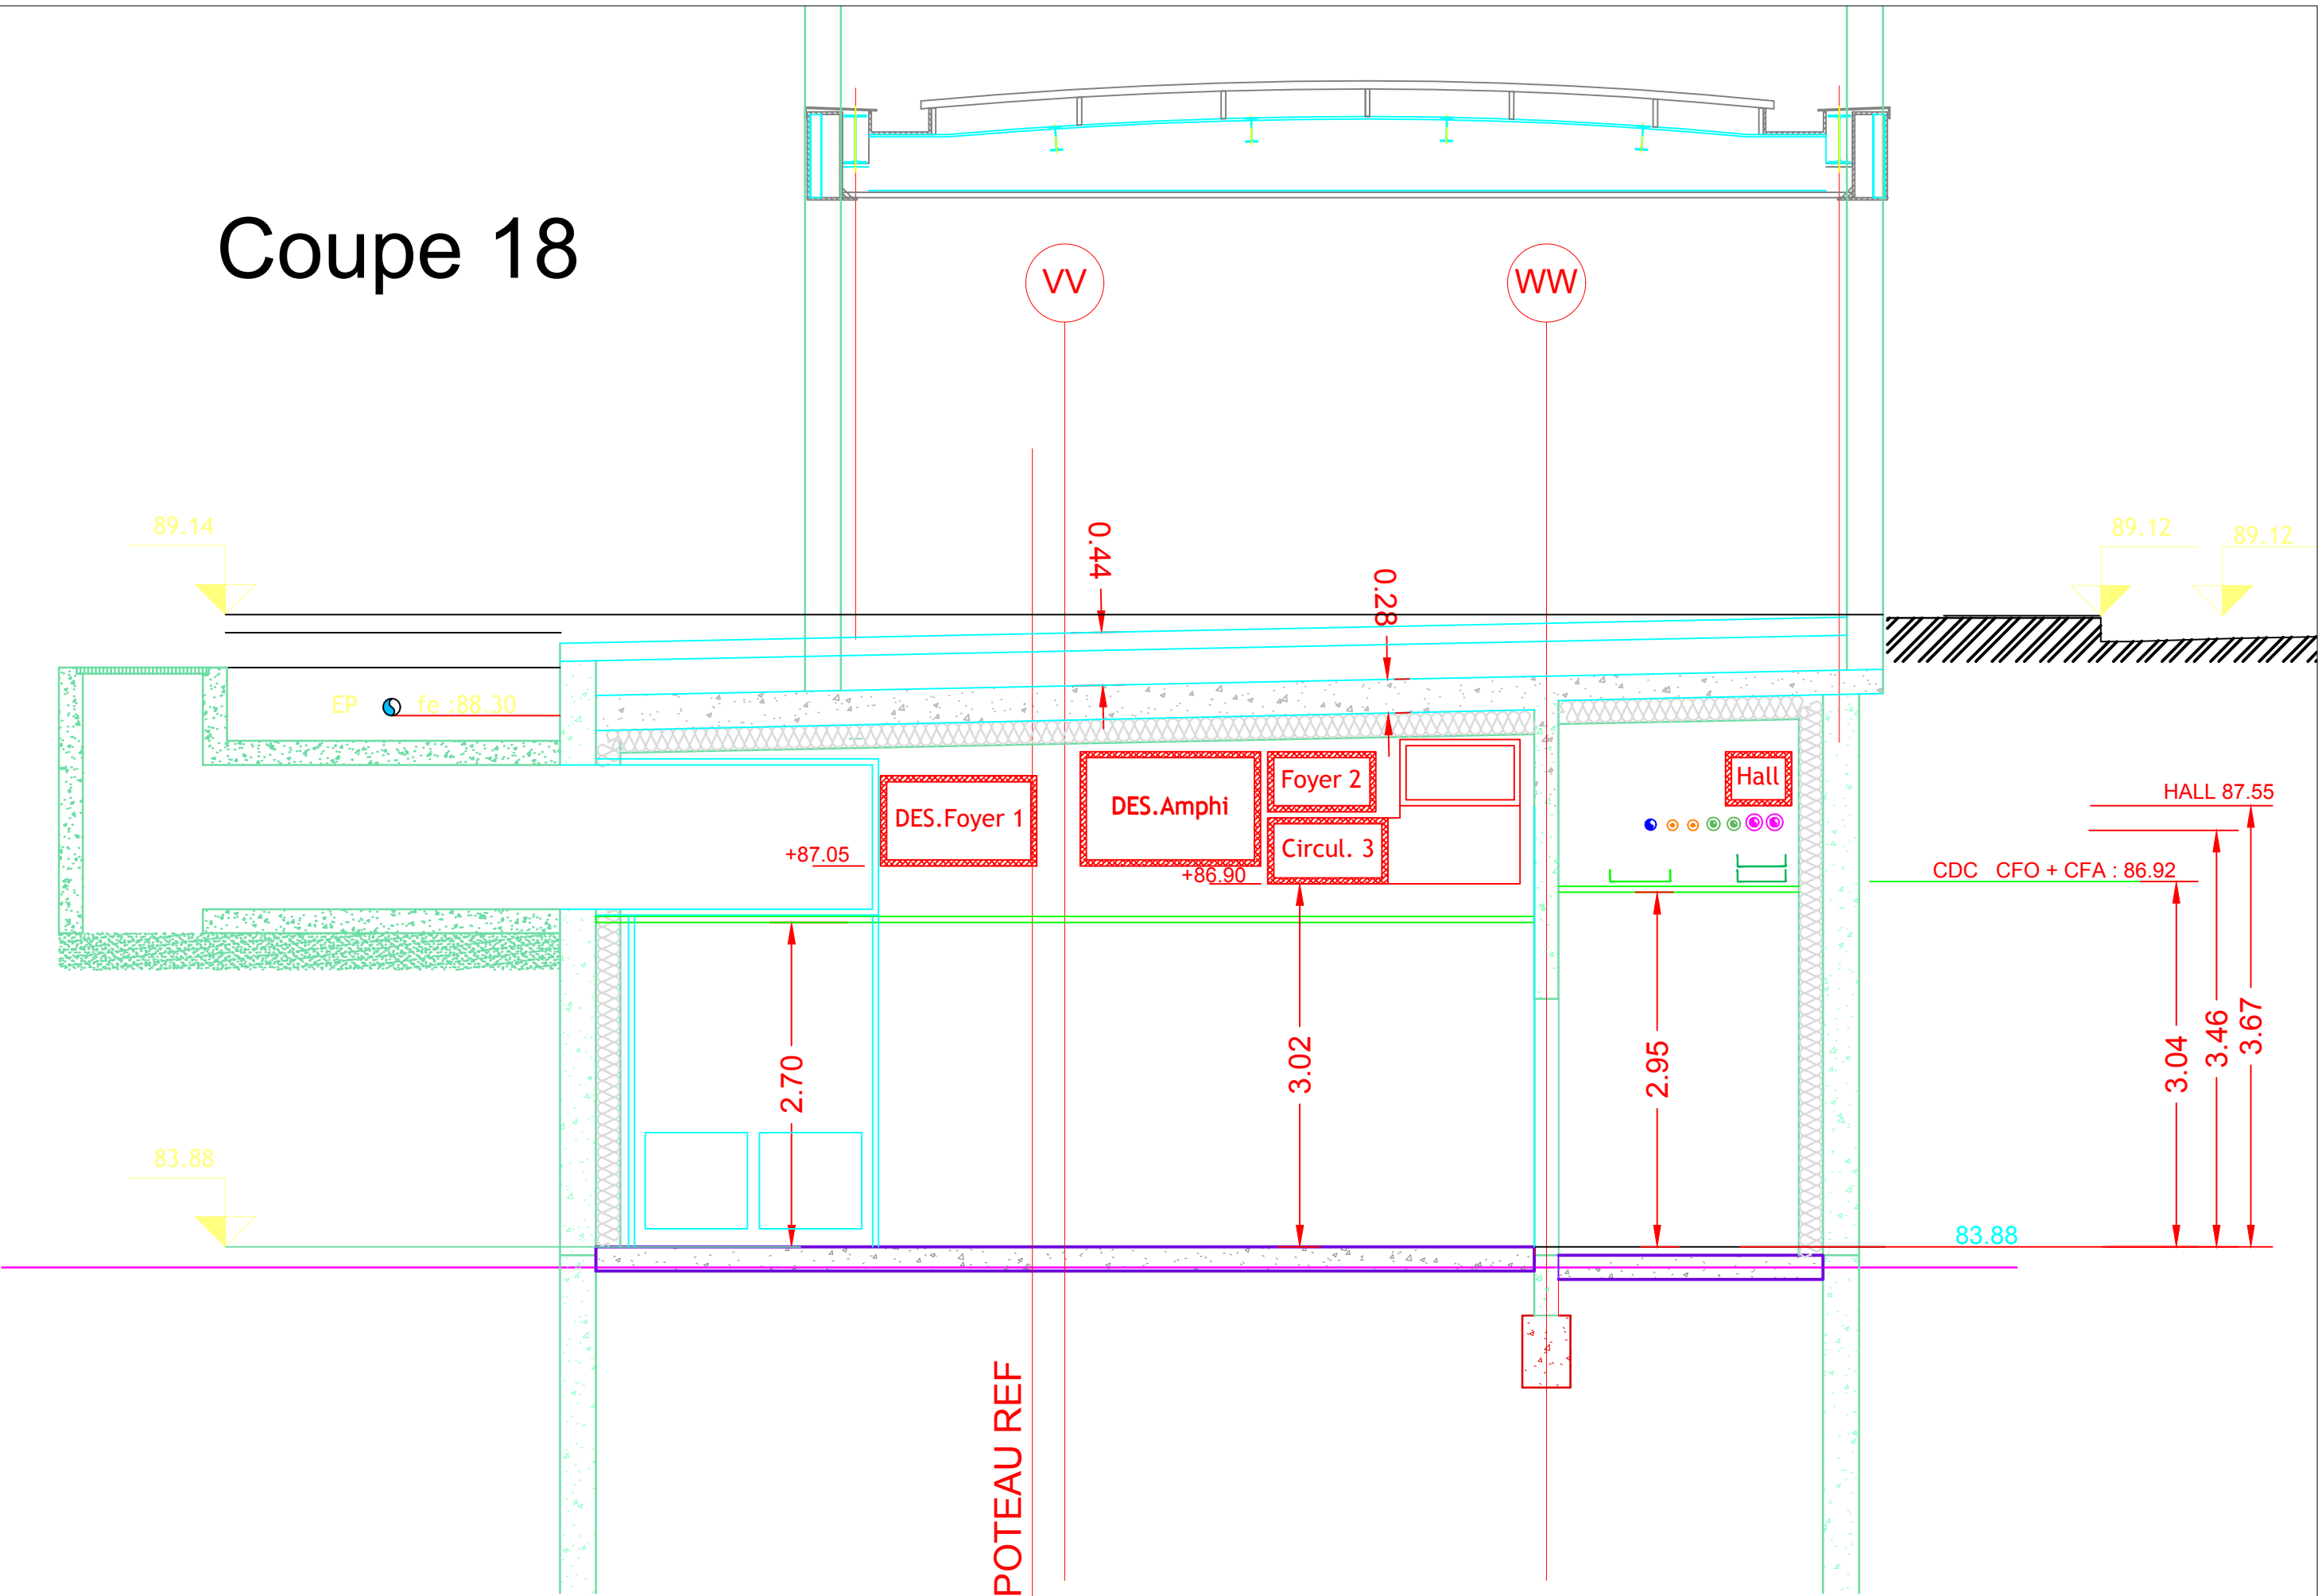 Coupe 18
VV
WW
89.14
0.44
0.28
89.12
89.12
EP
fe :88.30
DES.Foyer 1
DES.Amphi
Foyer 2
Circul. 3
Hall
+87.05
+86.90
HALL 87.55
CDC CFO + CFA : 86.92
2.70
3.02
2.95
3.04
3.46
3.67
83.88
83.88
POTEAU REF